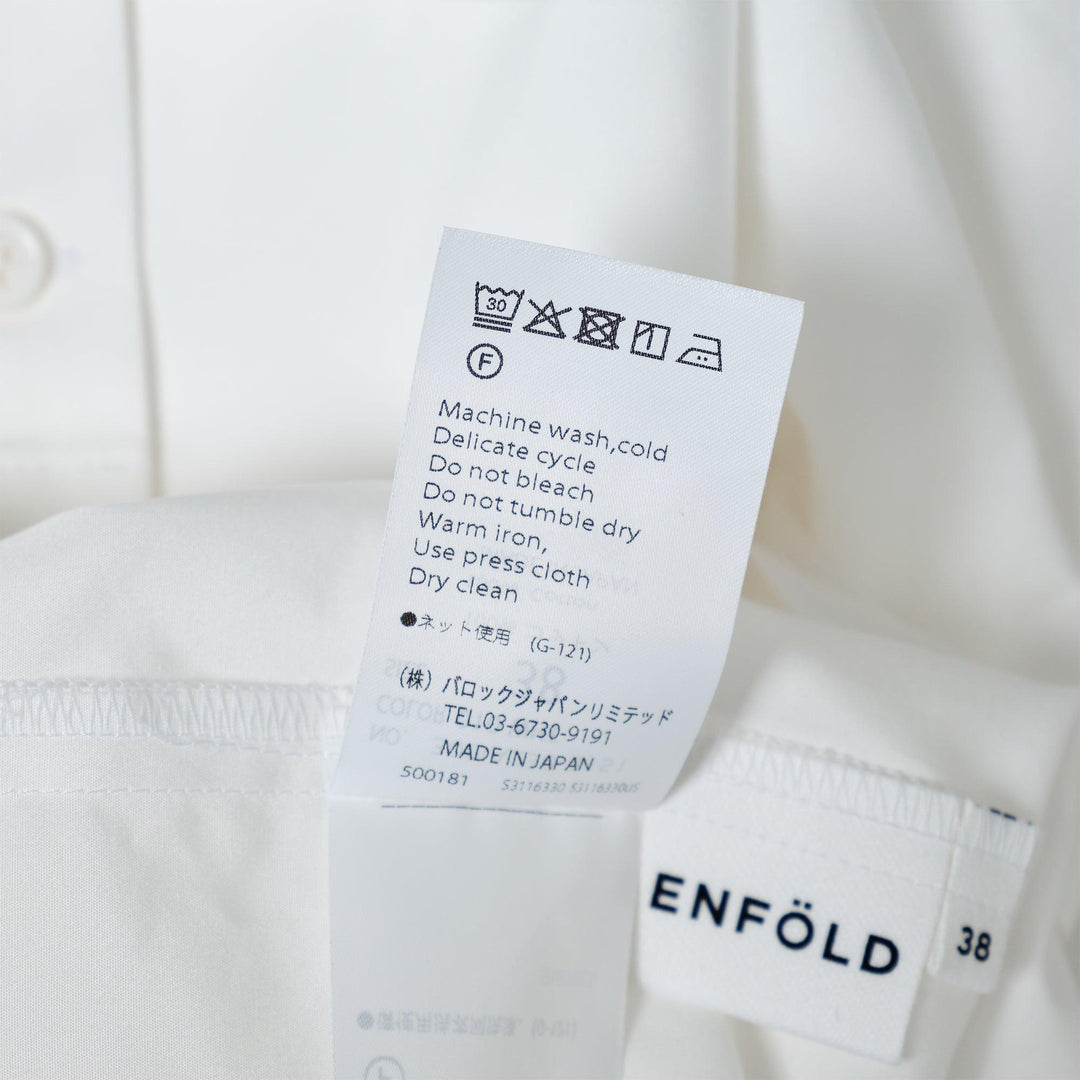 30
F
Machine wash,cold
Delicate cycle
Do not bleach
Do not tumble dry
Warm iron,
Use press cloth
Dry clean
●ネット使用 (G-121)
(株)バロックジャパンリミテッド
TEL.03-6730-9191
MADE IN JAPAN
500181 S3116330 S3116330US
ENFÖLD
38
F